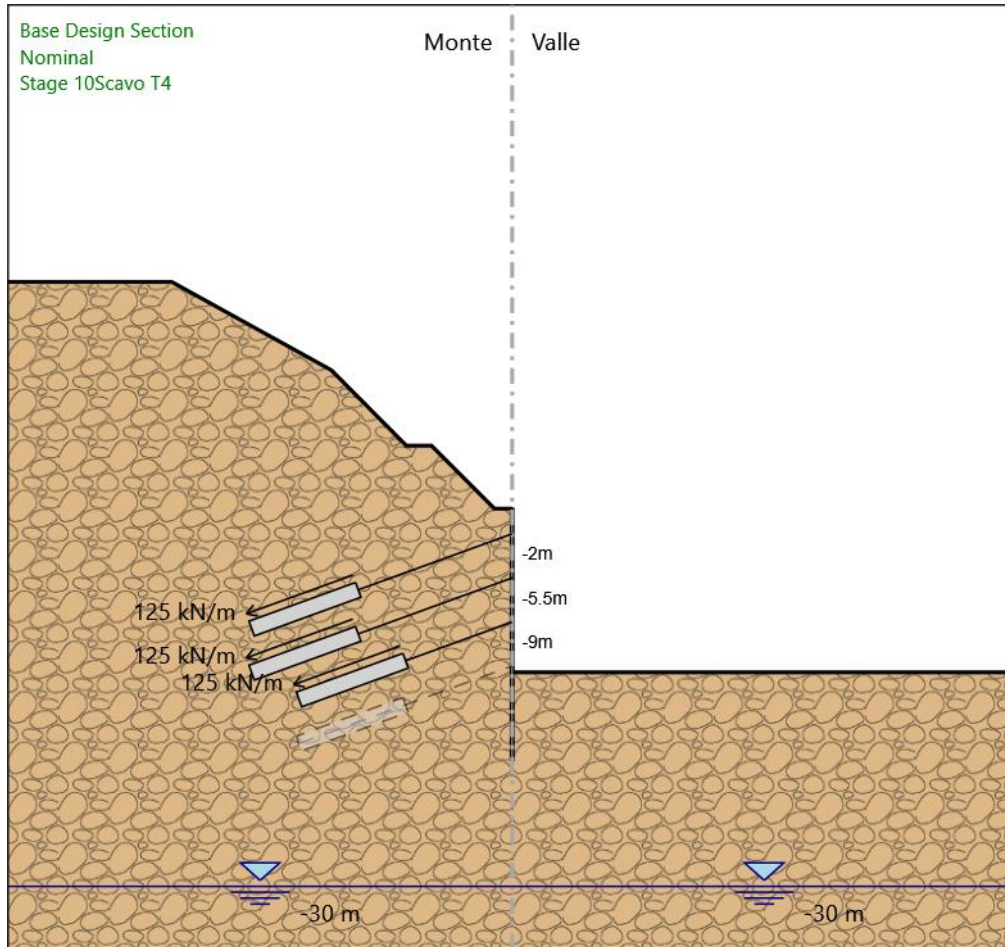 Base Design Section
Nominal
Stage 10Scavo T4
Monte
Valle
-2m
-5.5m
-9m
125 kN/m
125 kN/m
125 kN/m
-30 m
-30 m